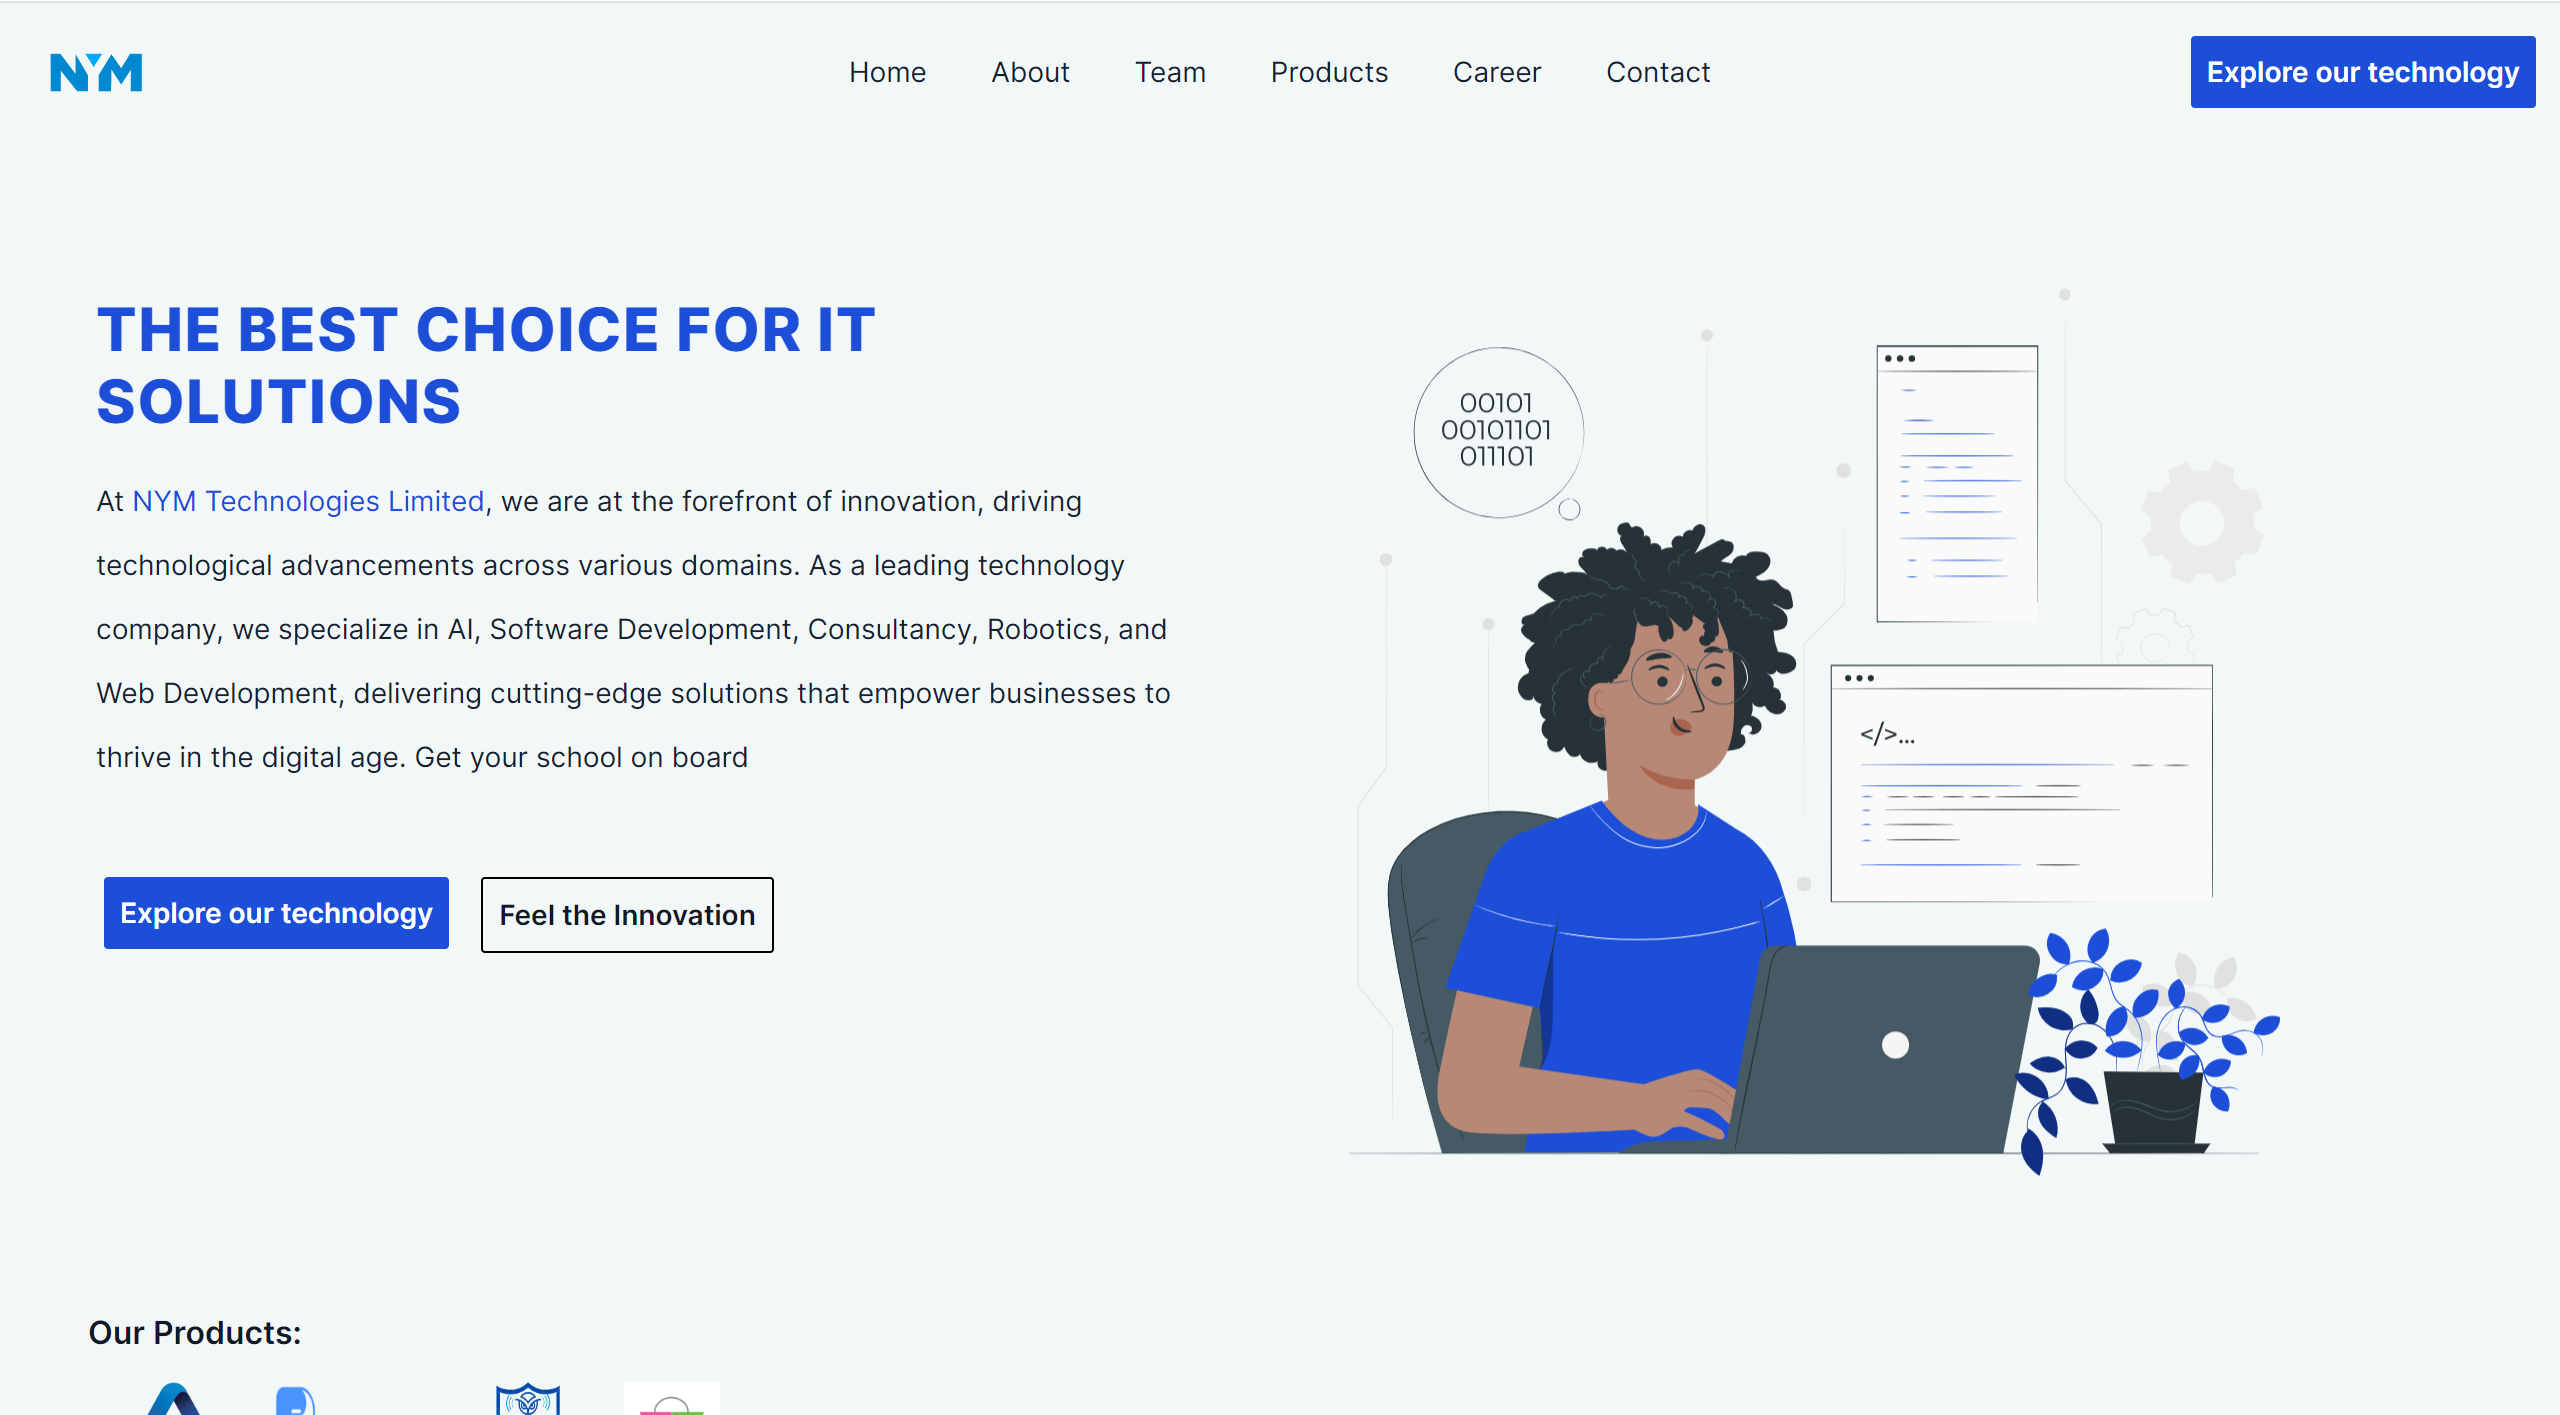 NYM
Home About Team Products Career Contact
Explore our technology
THE BEST CHOICE FOR IT
SOLUTIONS
At NYM Technologies Limited, we are at the forefront of innovation, driving
technological advancements across various domains. As a leading technology
company, we specialize in AI, Software Development, Consultancy, Robotics, and
Web Development, delivering cutting-edge solutions that empower businesses to
thrive in the digital age. Get your school on board
Explore our technology
Feel the Innovation
00101
00101101
011101
</>...
Our Products: